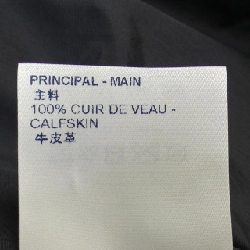 PRINCIPAL - MAIN
主料
100% CUIR DE VEAU -
CALFSKIN
牛皮革